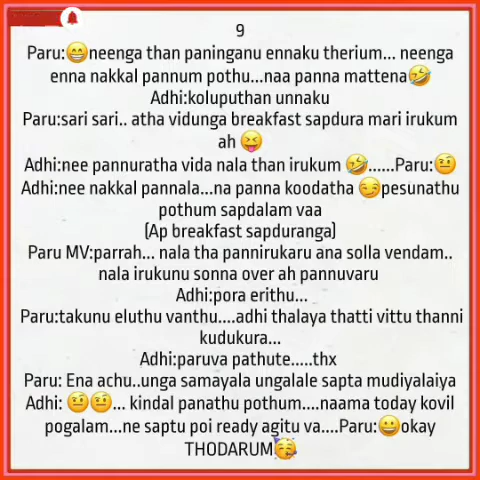 9
Paru:😁neenga than paninganu ennaku therium... neenga
enna nakkal pannum pothu...naa panna mattena🤣
Adhi:koluputhan unnaku
Paru:sari sari.. atha vidunga breakfast sapdura mari irukum
ah 😝
Adhi:nee pannuratha vida nala than irukum 🤣......Paru:🤨
Adhi:nee nakkal pannala...na panna koodatha 😏pesunathu
pothum sapdalam vaa
(Ap breakfast sapduranga)
Paru MV:parrah... nala tha pannirukaru ana solla vendam..
nala irukunu sonna over ah pannuvaru
Adhi:pora erithu...
Paru:takunu eluthu vanthu....adhi thalaya thatti vittu thanni
kudukura...
Adhi:paruva pathute.....thx
Paru: Ena achu..unga samayala ungalale sapta mudiyalaiya
Adhi: 🤨🤨... kindal panathu pothum....naama today kovil
pogalam...ne saptu poi ready agitu va....Paru:😀okay
THODARUM🥳